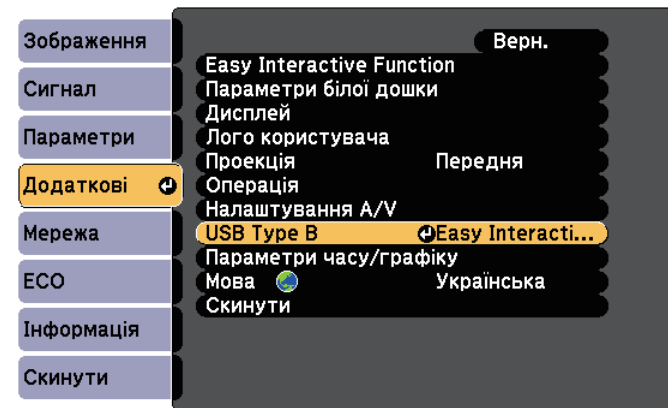 Зображення
Сигнал
Параметри
Додаткові
Мережа
ECO
Інформація
Скинути
Верн.
Easy Interactive Function
Параметри білої дошки
Дисплей
Лого користувача
Проекція Передня
Операція
Налаштування A/V
USB Type B Easy Interacti...
Параметри часу/графіку
Мова Українська
Скинути